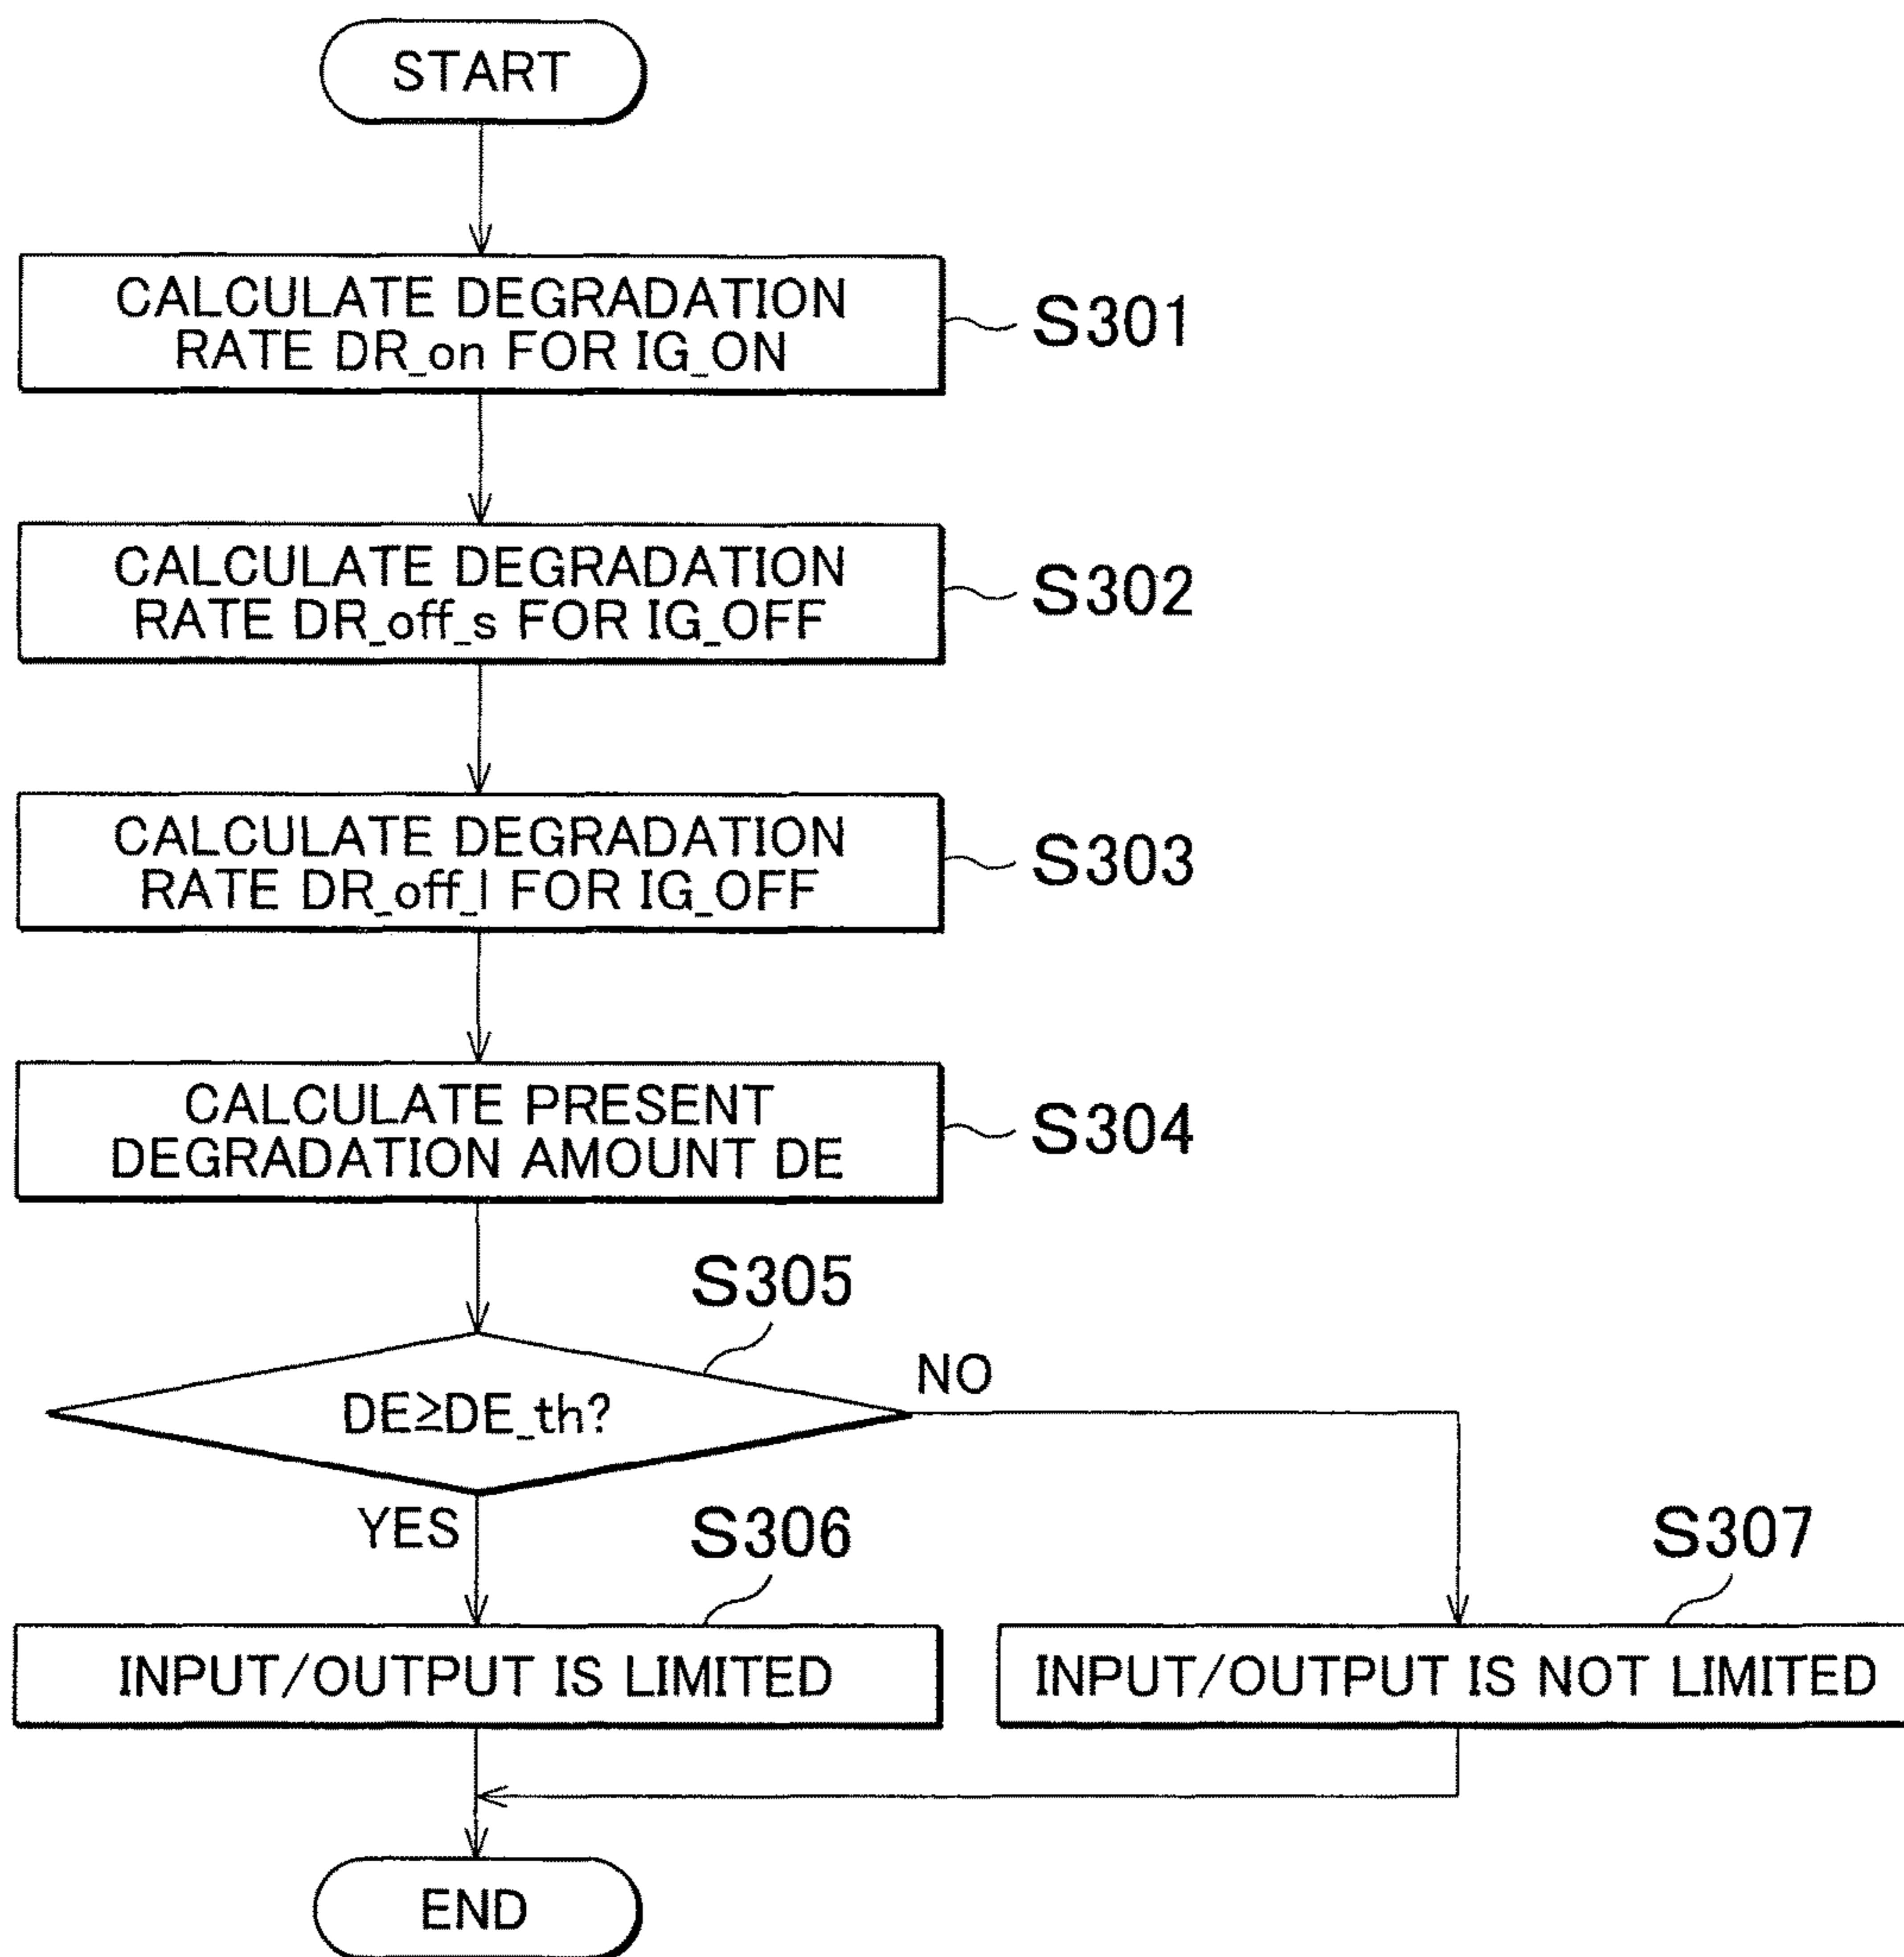 START
CALCULATE DEGRADATION
RATE DR_on FOR IG_ON
S301
CALCULATE DEGRADATION
RATE DR_off_s FOR IG_OFF
S302
CALCULATE DEGRADATION
RATE DR_off_l FOR IG_OFF
S303
CALCULATE PRESENT
DEGRADATION AMOUNT DE
S304
S305
DE≧DE_th?
NO
YES
S306
INPUT/OUTPUT IS LIMITED
S307
INPUT/OUTPUT IS NOT LIMITED
END